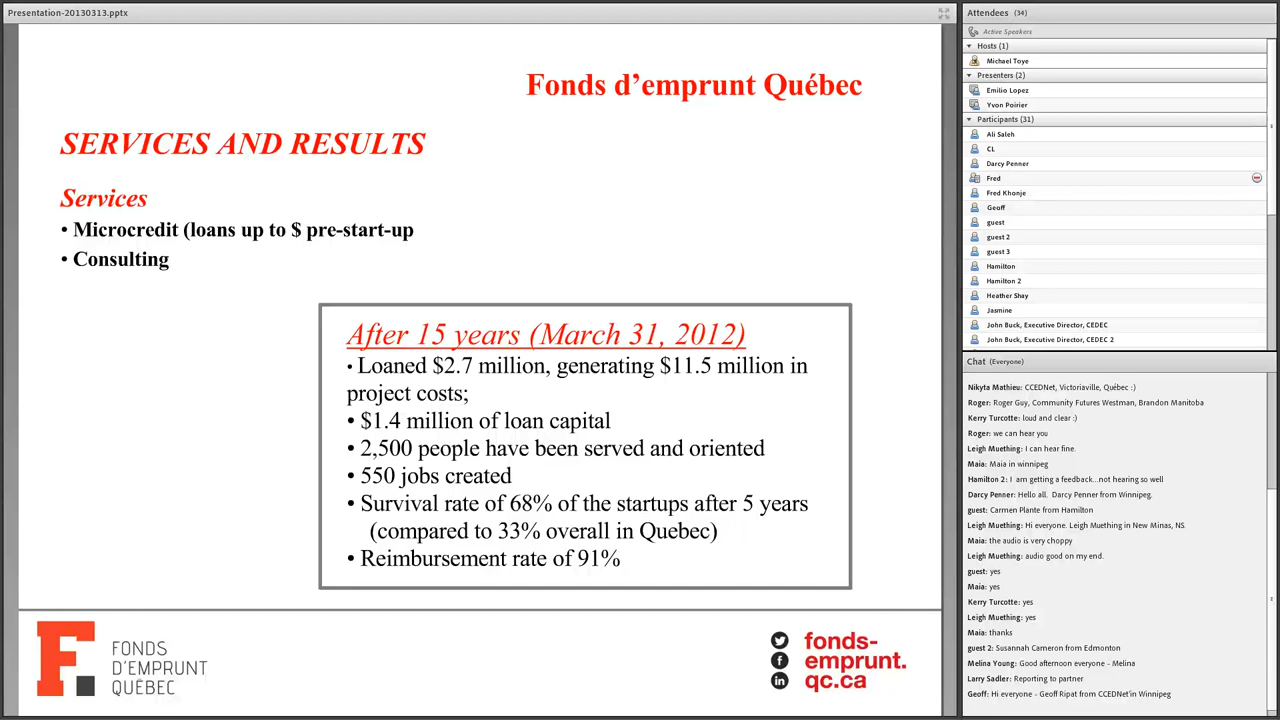 Presentation-20130313.pptx
Fonds d’emprunt Québec
SERVICES AND RESULTS
Services
• Microcredit (loans up to $ pre-start-up
• Consulting
After 15 years (March 31, 2012)
• Loaned $2.7 million, generating $11.5 million in
project costs;
• $1.4 million of loan capital
• 2,500 people have been served and oriented
• 550 jobs created
• Survival rate of 68% of the startups after 5 years
(compared to 33% overall in Quebec)
• Reimbursement rate of 91%
FONDS
D'EMPRUNT
QUÉBEC
fonds-
emprunt.
qc.ca
Attendees (34)
Active Speakers
Hosts (1)
Michael Toye
Presenters (2)
Emilio Lopez
Yvon Poirier
Participants (31)
Ali Saleh
CL
Darcy Penner
Fred
Fred Khonje
Geoff
guest
guest 2
guest 3
Hamilton
Hamilton 2
Heather Shay
Jasmine
John Buck, Executive Director, CEDEC
John Buck, Executive Director, CEDEC 2
Chat (Everyone)
Nikyta Mathieu: CCEDNet, Victoriaville, Québec :)
Roger: Roger Guy, Community Futures Westman, Brandon Manitoba
Kerry Turcotte: loud and clear :)
Roger: we can hear you
Leigh Muething: I can hear fine.
Maia: Maia in winnipeg
Hamilton 2: I am getting a feedback...not hearing so well
Darcy Penner: Hello all. Darcy Penner from Winnipeg.
guest: Carmen Plante from Hamilton
Leigh Muething: Hi everyone. Leigh Muething in New Minas, NS.
Maia: the audio is very choppy
Leigh Muething: audio good on my end.
guest: yes
Maia: yes
Kerry Turcotte: yes
Leigh Muething: yes
Maia: thanks
guest 2: Susannah Cameron from Edmonton
Melina Young: Good afternoon everyone - Melina
Larry Sadler: Reporting to partner
Geoff: Hi everyone - Geoff Ripat from CCEDNet'in Winnipeg